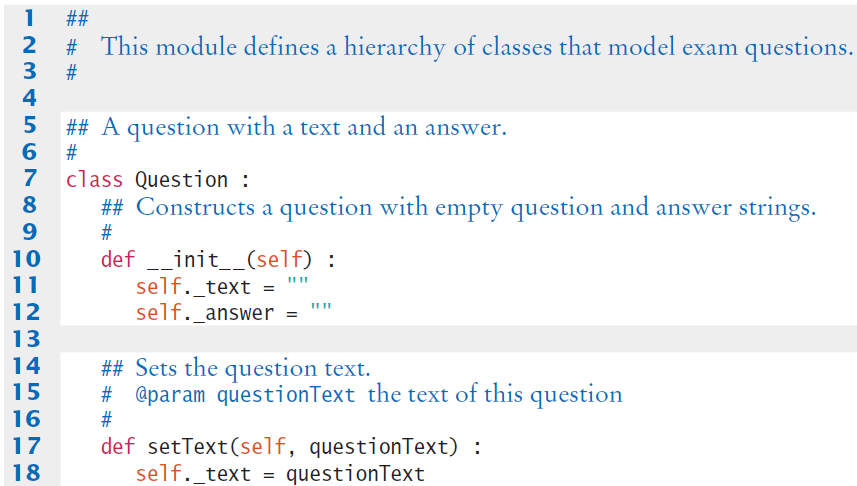 1 ##
2 # This module defines a hierarchy of classes that model exam questions.
3 #
4
5 ## A question with a text and an answer.
6 #
7 class Question :
8 ## Constructs a question with empty question and answer strings.
9 #
10 def __init__(self) :
11 self._text = ""
12 self._answer = ""
13
14 ## Sets the question text.
15 # @param questionText the text of this question
16 #
17 def setText(self, questionText) :
18 self._text = questionText